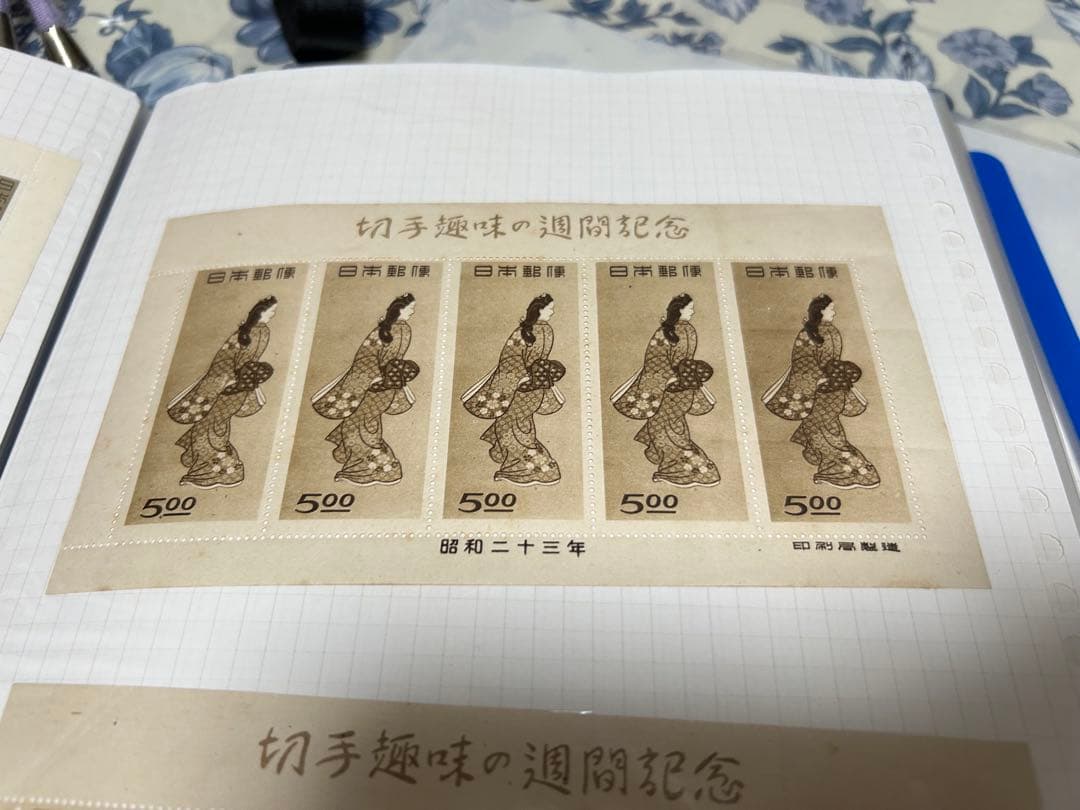 切手趣味の週間記念
日本郵便 日本郵便 日本郵便 日本郵便 日本郵便
5.00 5.00 5.00 5.00 5.00
昭和二十三年 印刷局製造
切手趣味の週間記念